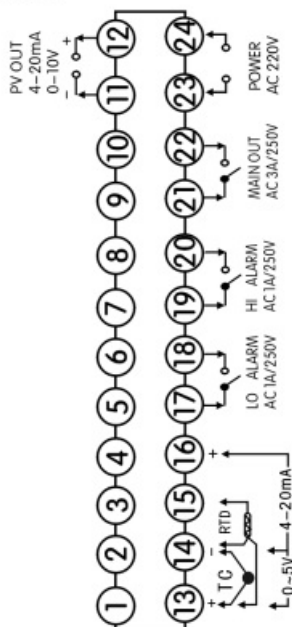 PV OUT
4-20mA
0-10V
+
-
12
11
10
9
8
7
6
5
4
3
2
1
24
23
22
21
20
19
18
17
16
15
14
13
POWER
AC 220V
MAIN OUT
AC 3A/250V
HI ALARM
AC 1A/250V
LO ALARM
AC 1A/250V
+
RTD
-
TC
+
4-20mA
0~5V